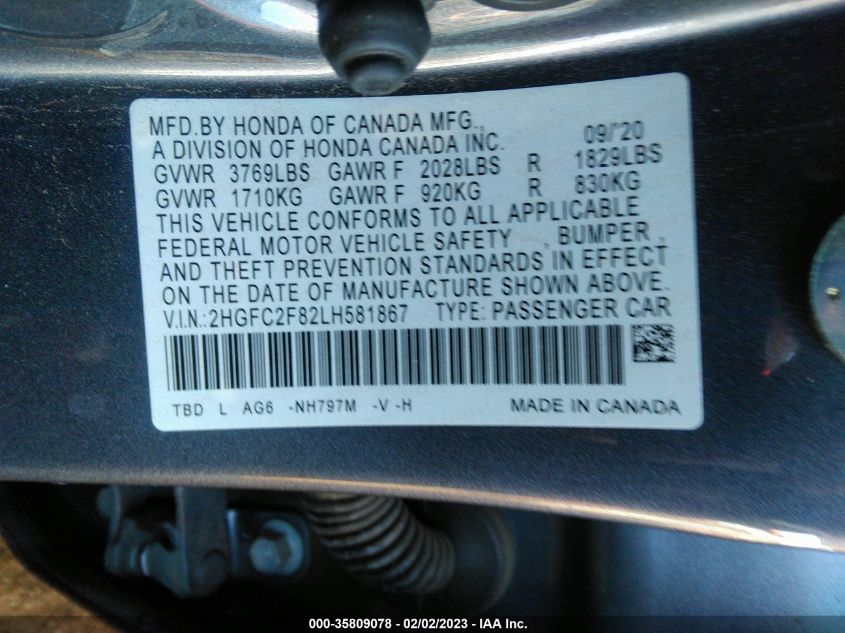 MFD.BY HONDA OF CANADA MFG., 09/'20
A DIVISION OF HONDA CANADA INC.
GVWR 3769LBS GAWR F 2028LBS R 1829LBS
GVWR 1710KG GAWR F 920KG R 830KG
THIS VEHICLE CONFORMS TO ALL APPLICABLE
FEDERAL MOTOR VEHICLE SAFETY , BUMPER ,
AND THEFT PREVENTION STANDARDS IN EFFECT
ON THE DATE OF MANUFACTURE SHOWN ABOVE.
V.I.N.:2HGFC2F82LH581867 TYPE: PASSENGER CAR
TBD L AG6 -NH797M -V -H MADE IN CANADA
000-35809078 - 02/02/2023 - IAA Inc.